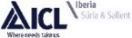 ICL
Iberia
Súria & Sallent
Where needs take us